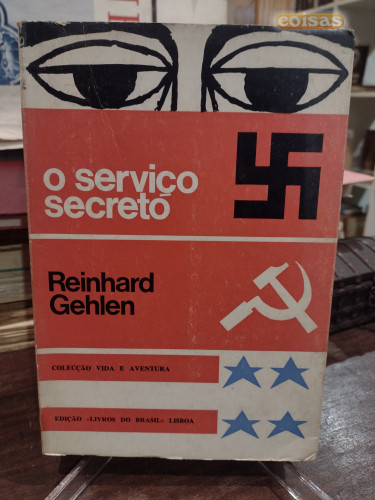 coisas
o serviço
secreto
Reinhard
Gehlen
COLECÇÃO VIDA E AVENTURA
EDIÇÃO «LIVROS DO BRASIL» LISBOA